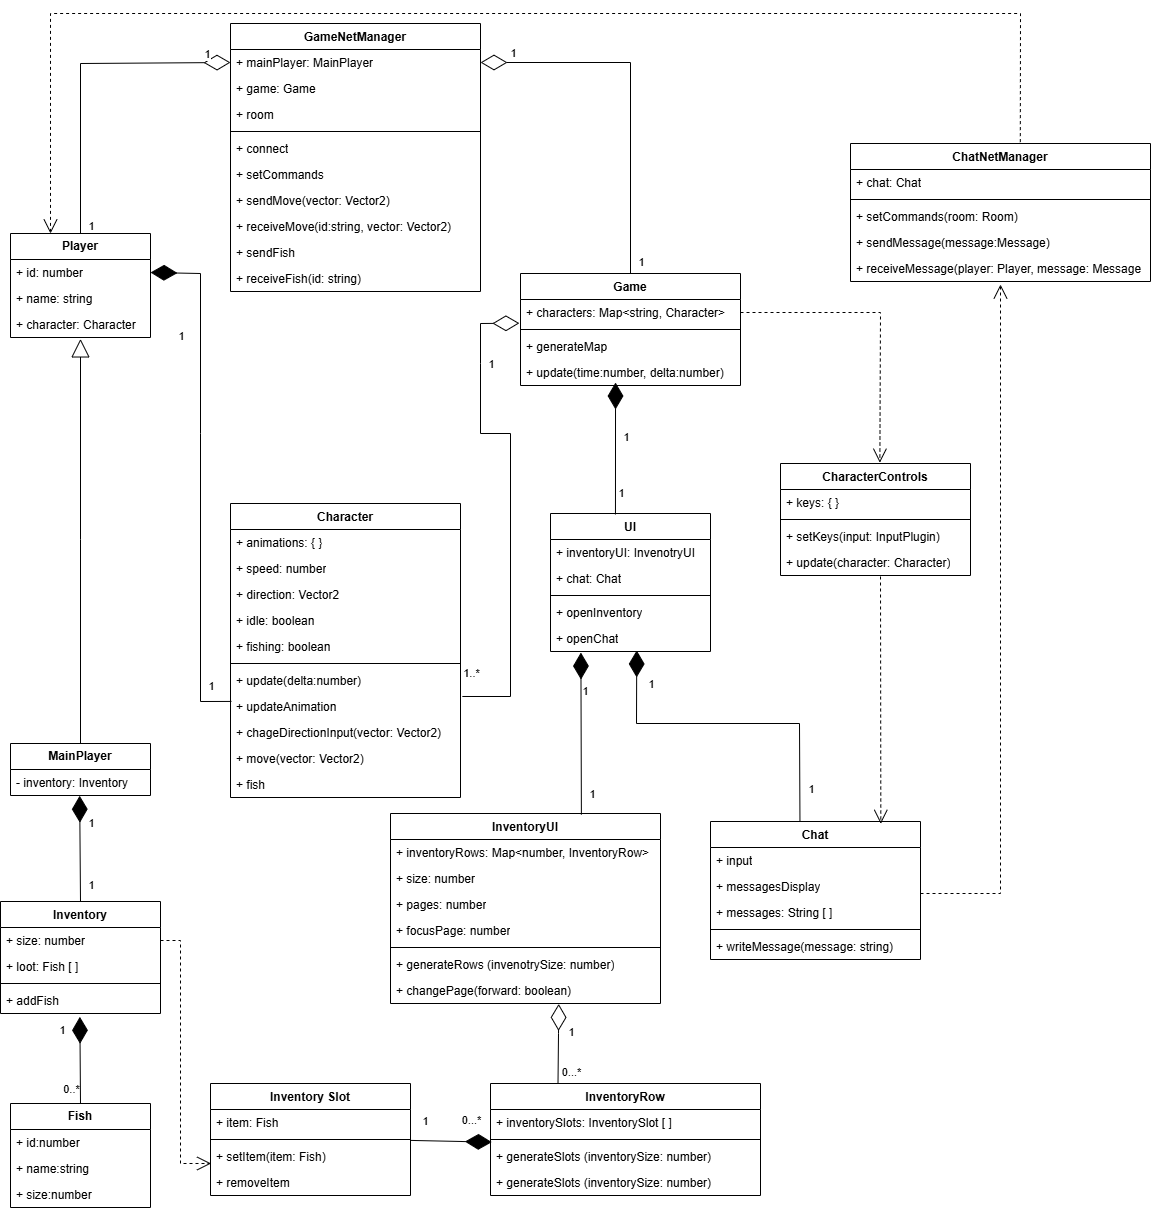 GameNetManager
+ mainPlayer: MainPlayer
+ game: Game
+ room
+ connect
+ setCommands
+ sendMove(vector: Vector2)
+ receiveMove(id:string, vector: Vector2)
+ sendFish
+ receiveFish(id: string)
1
1
1
1
ChatNetManager
+ chat: Chat
+ setCommands(room: Room)
+ sendMessage(message:Message)
+ receiveMessage(player: Player, message: Message
Player
+ id: number
+ name: string
+ character: Character
1
1
Game
+ characters: Map<string, Character>
+ generateMap
+ update(time:number, delta:number)
1
1..*
1
1
CharacterControls
+ keys: { }
+ setKeys(input: InputPlugin)
+ update(character: Character)
Character
+ animations: { }
+ speed: number
+ direction: Vector2
+ idle: boolean
+ fishing: boolean
+ update(delta:number)
+ updateAnimation
+ chageDirectionInput(vector: Vector2)
+ move(vector: Vector2)
+ fish
UI
+ inventoryUI: InvenotryUI
+ chat: Chat
+ openInventory
+ openChat
1
1
1
1
MainPlayer
- inventory: Inventory
1
1
InventoryUI
+ inventoryRows: Map<number, InventoryRow>
+ size: number
+ pages: number
+ focusPage: number
+ generateRows (invenotrySize: number)
+ changePage(forward: boolean)
1
0...*
Chat
+ input
+ messagesDisplay
+ messages: String [ ]
+ writeMessage(message: string)
Inventory
+ size: number
+ loot: Fish [ ]
+ addFish
1
0...*
Fish
+ id:number
+ name:string
+ size:number
Inventory Slot
+ item: Fish
+ setItem(item: Fish)
+ removeItem
1
0...*
InventoryRow
+ inventorySlots: InventorySlot [ ]
+ generateSlots (inventorySize: number)
+ generateSlots (inventorySize: number)